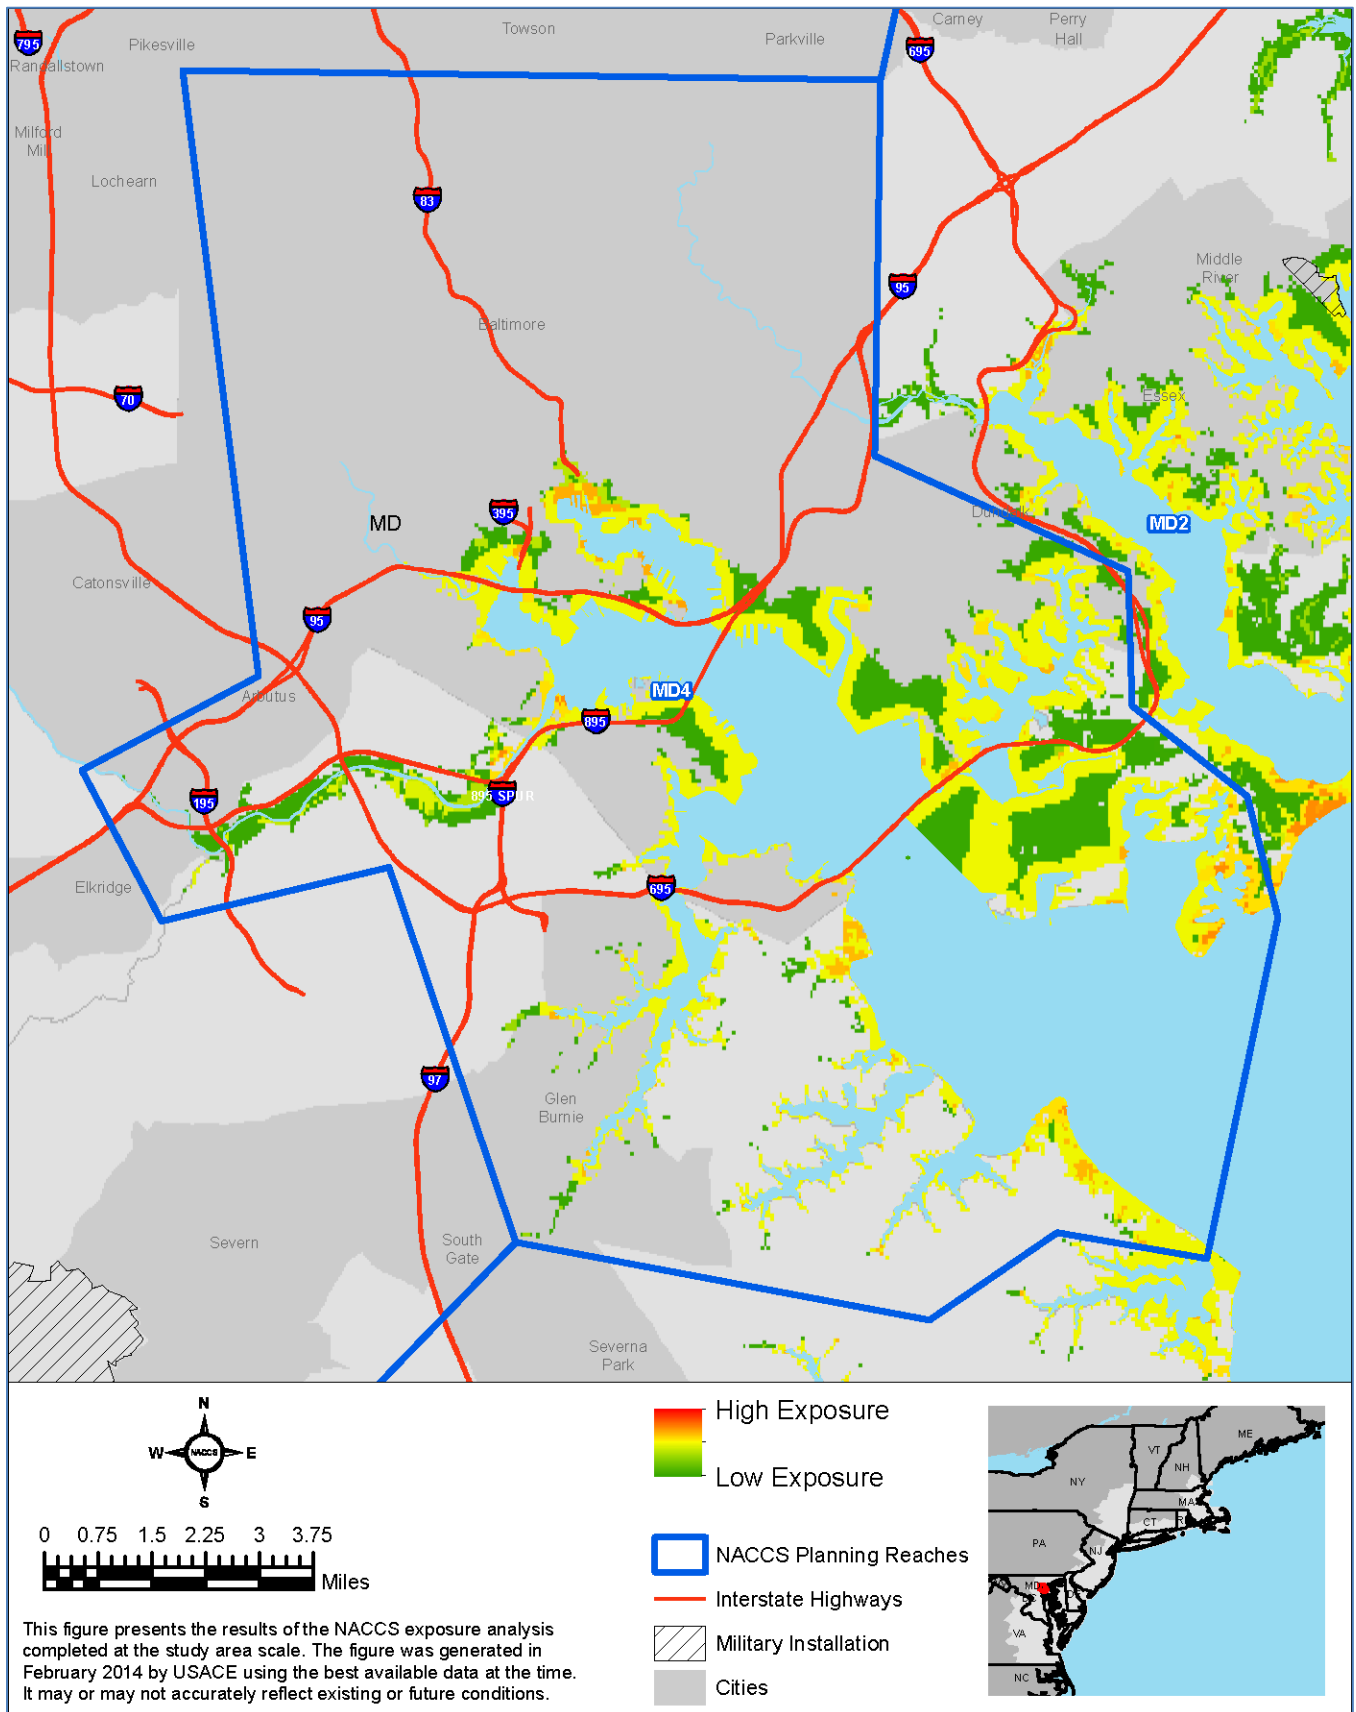 Carney
Perry
Hall
Towson
Parkville
Pikesville
795
695
Randallstown
Milford
Mill
Lochearn
83
Middle
River
95
Baltimore
70
Essex
395
Dundalk
MD
MD2
Catonsville
95
MD4
Arbutus
895
195
895 SPUR
Elkridge
695
97
Glen
Burnie
Severn
South
Gate
Severna
Park
N
W
NACCS
E
S
0 0.75 1.5 2.25 3 3.75
Miles
This figure presents the results of the NACCS exposure analysis
completed at the study area scale. The figure was generated in
February 2014 by USACE using the best available data at the time.
It may or may not accurately reflect existing or future conditions.
High Exposure
Low Exposure
NACCS Planning Reaches
Interstate Highways
Military Installation
Cities
ME
VT
NH
NY
MA
CT
RI
PA
NJ
MD
DE
VA
NC